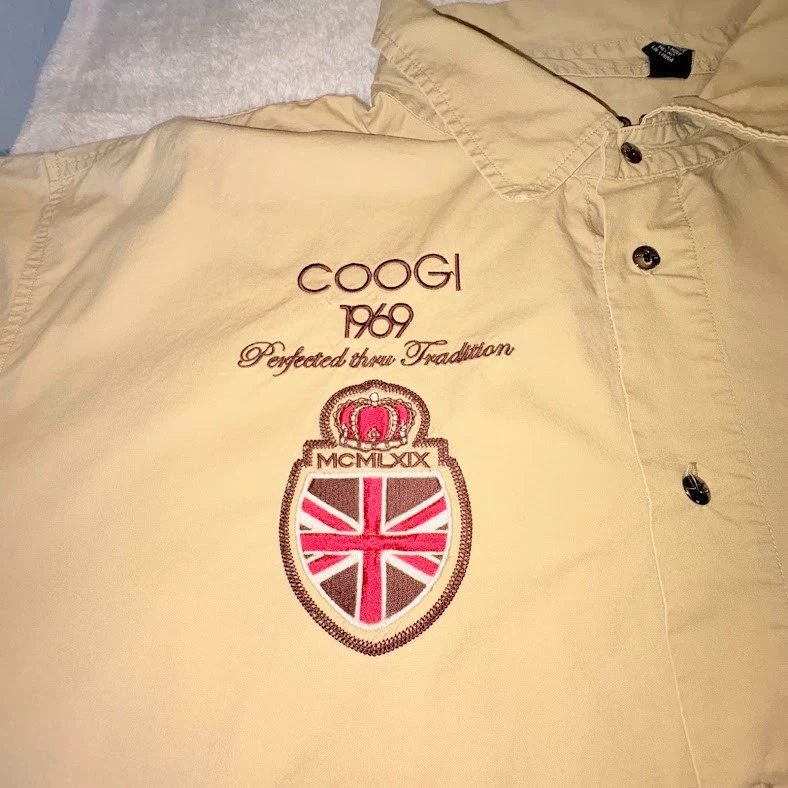 COOGI
1969
Perfected thru Tradition
MCMLXIX